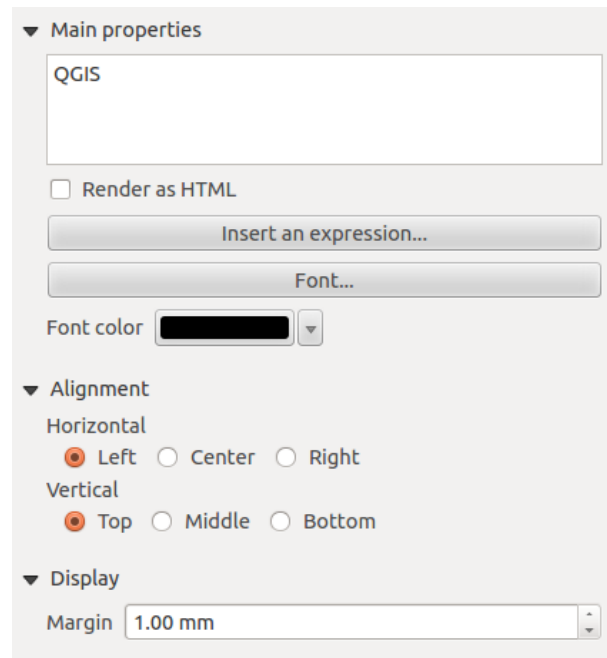 Main properties
QGIS
Render as HTML
Insert an expression...
Font...
Font color
Alignment
Horizontal
Left Center Right
Vertical
Top Middle Bottom
Display
Margin 1.00 mm